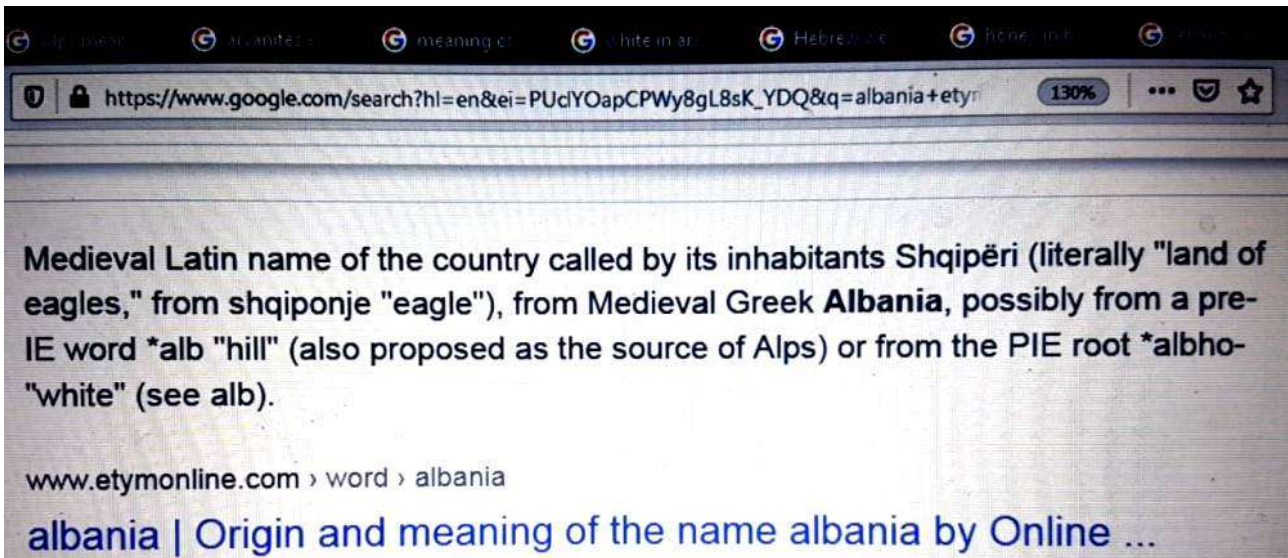 meaning
https://www.google.com/search?hl=en&ei=PUclYOapCPWy8gL8sK_YDQ&q=albania+ety
130%
Medieval Latin name of the country called by its inhabitants Shqipëri (literally "land of
eagles," from shqiponje "eagle"), from Medieval Greek Albania, possibly from a pre-
IE word *alb "hill" (also proposed as the source of Alps) or from the PIE root *albho-
"white" (see alb).
www.etymonline.com › word › albania
albania | Origin and meaning of the name albania by Online ...